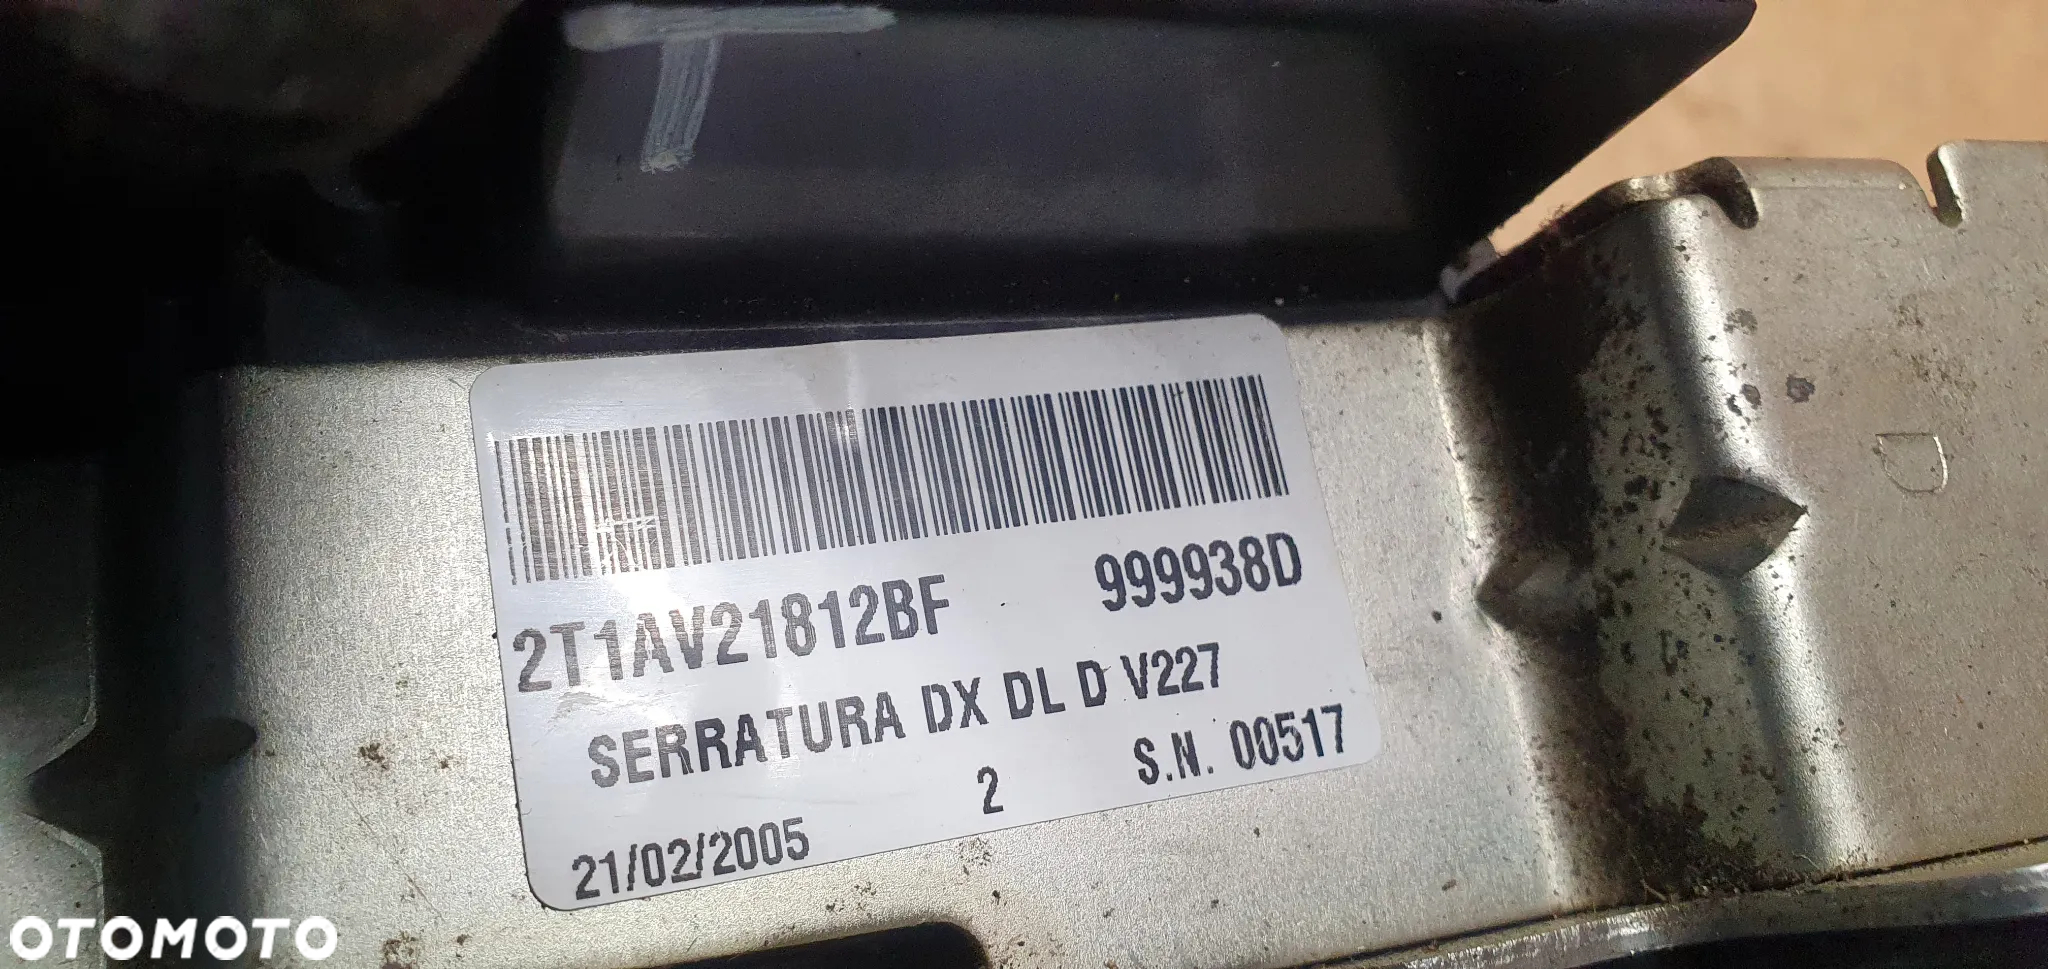 T
2T1AV21812BF 999938D
SERRATURA DX DL D V227
2 S.N. 00517
21/02/2005
D
OTOMOTO